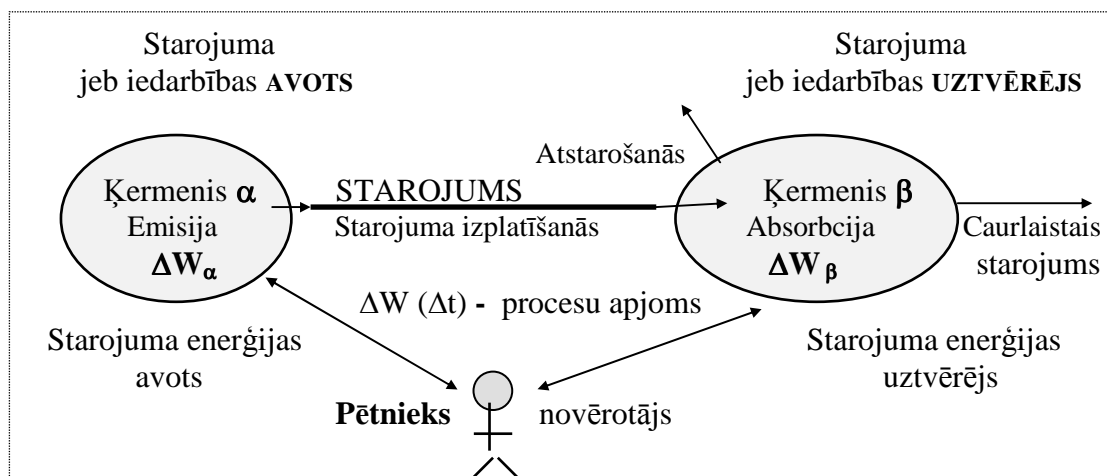 Starojuma
jeb iedarbības AVOTS
Starojuma
jeb iedarbības UZTVĒRĒJS
Atstarošanās
Ķermenis α
Emisija
ΔWα
STAROJUMS
Starojuma izplatīšanās
Ķermenis β
Absorbcija
ΔW β
Caurlaistais
starojums
ΔW (Δt) - procesu apjoms
Starojuma enerģijas
avots
Starojuma enerģijas
uztvērējs
Pētnieks novērotājs